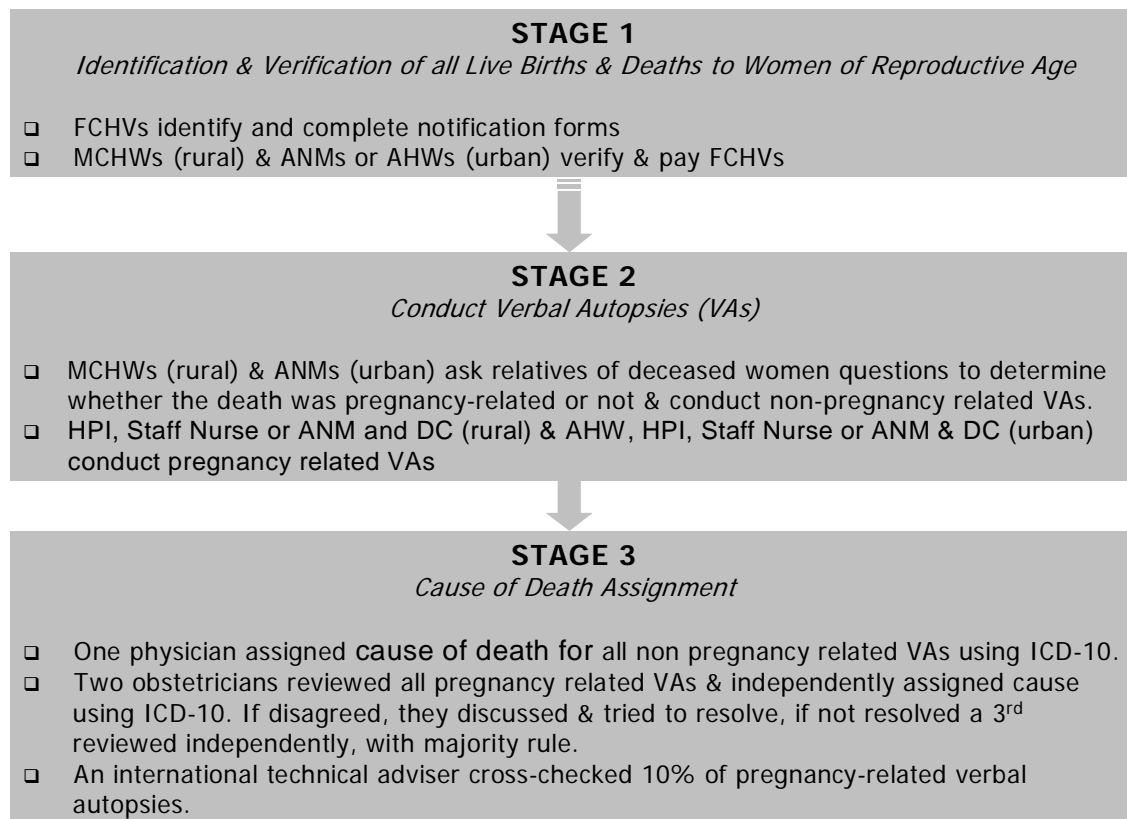 STAGE 1
Identification & Verification of all Live Births & Deaths to Women of Reproductive Age
❑ FCHVs identify and complete notification forms
❑ MCHWs (rural) & ANMs or AHWs (urban) verify & pay FCHVs
STAGE 2
Conduct Verbal Autopsies (VAs)
❑ MCHWs (rural) & ANMs (urban) ask relatives of deceased women questions to determine
whether the death was pregnancy-related or not & conduct non-pregnancy related VAs.
❑ HPI, Staff Nurse or ANM and DC (rural) & AHW, HPI, Staff Nurse or ANM & DC (urban)
conduct pregnancy related VAs
STAGE 3
Cause of Death Assignment
❑ One physician assigned cause of death for all non pregnancy related VAs using ICD-10.
❑ Two obstetricians reviewed all pregnancy related VAs & independently assigned cause
using ICD-10. If disagreed, they discussed & tried to resolve, if not resolved a 3rd
reviewed independently, with majority rule.
❑ An international technical adviser cross-checked 10% of pregnancy-related verbal
autopsies.